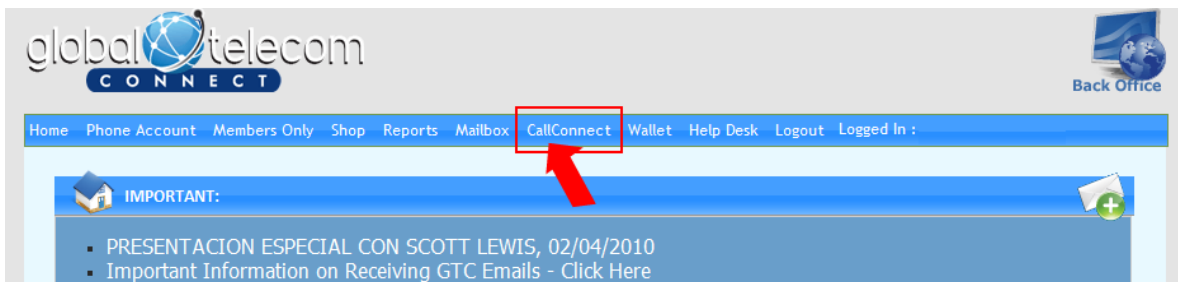 global telecom
CONNECT
Back Office
Home Phone Account Members Only Shop Reports Mailbox CallConnect Wallet Help Desk Logout Logged In :
IMPORTANT:
PRESENTACION ESPECIAL CON SCOTT LEWIS, 02/04/2010
Important Information on Receiving GTC Emails - Click Here